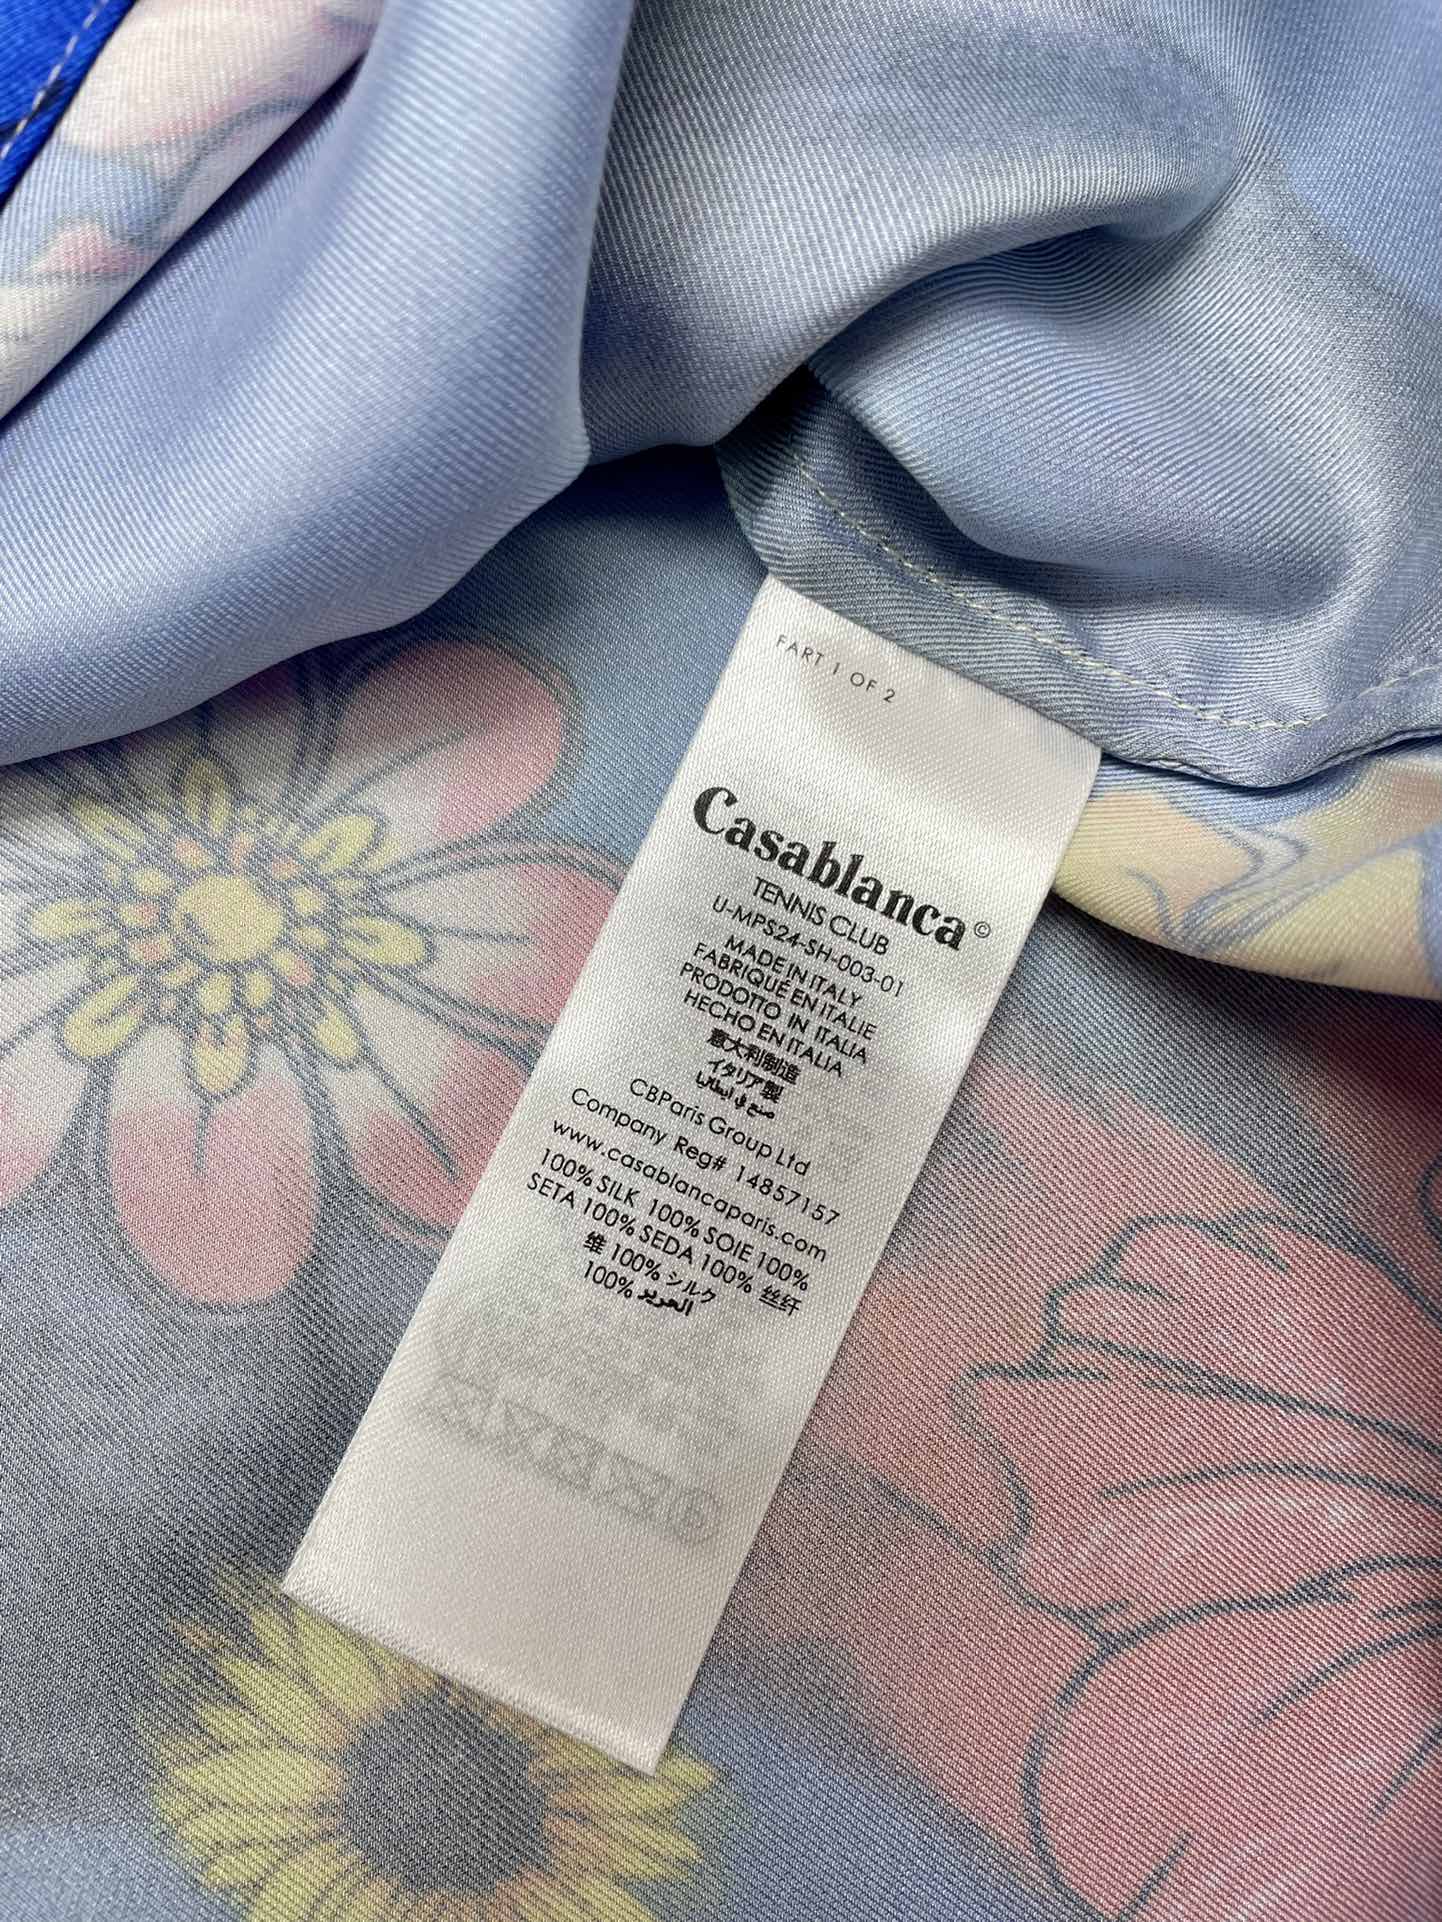 FART 1 OF 2
Casablanca©
TENNIS CLUB
U-MPS24-SH-003-01
MADE IN ITALY
FABRIQUÉ EN ITALIE
PRODOTTO IN ITALIA
HECHO EN ITALIA
意大利制造
イタリア製
صنع في ايطاليا
CBParis Group Ltd
Company Reg# 14857157
www.casablancaparis.com
100% SILK 100% SOIE 100%
SETA 100% SEDA 100% 丝纤
维 100% シルク
100% الحرير